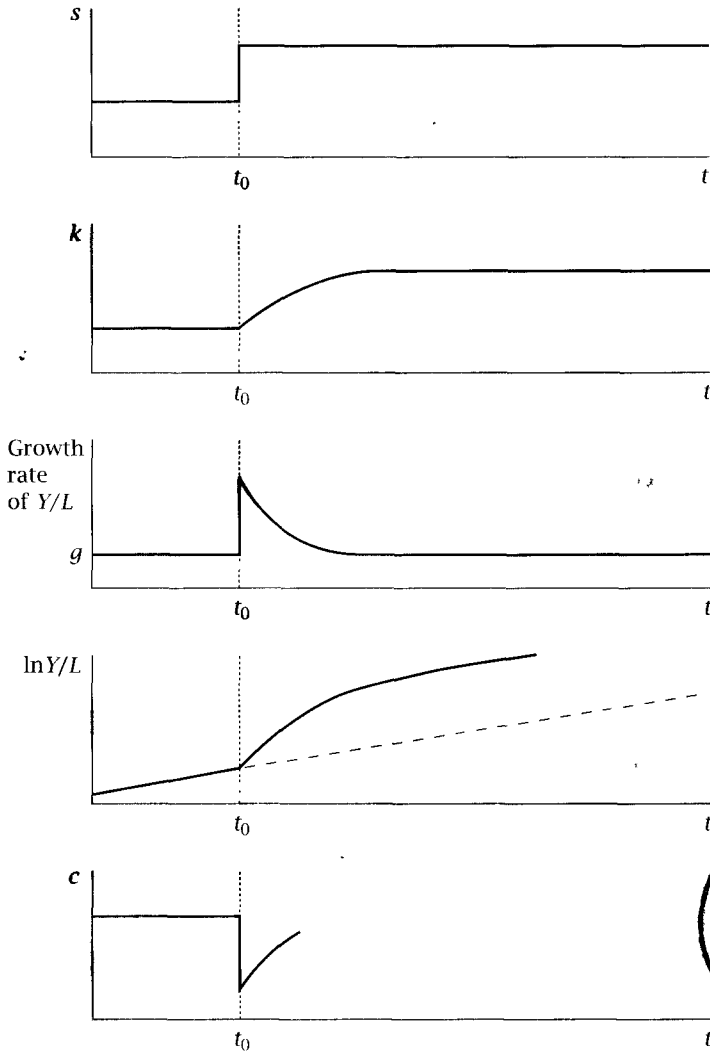 s
t₀ t
k
t₀ t
Growth
rate
of Y/L
g
t₀ t
ln Y/L
t₀ t
c
t₀ t